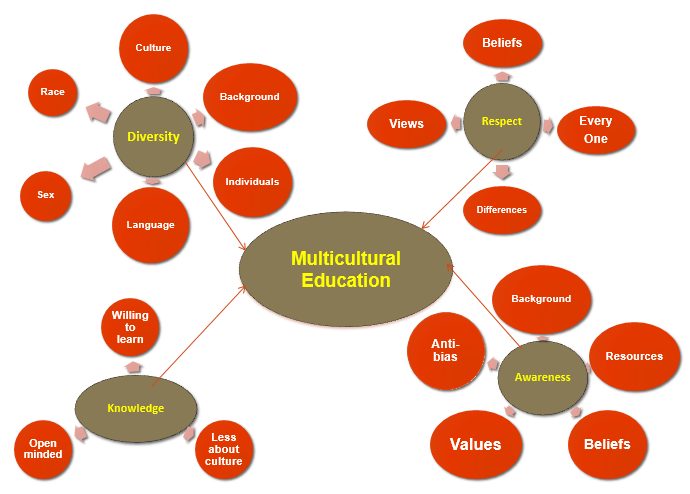 Culture
Race
Background
Diversity
Sex
Individuals
Language
Beliefs
Views
Respect
Every
One
Differences
Multicultural
Education
Willing
to
learn
Knowledge
Open
minded
Less
about
culture
Background
Anti-
bias
Resources
Awareness
Values
Beliefs